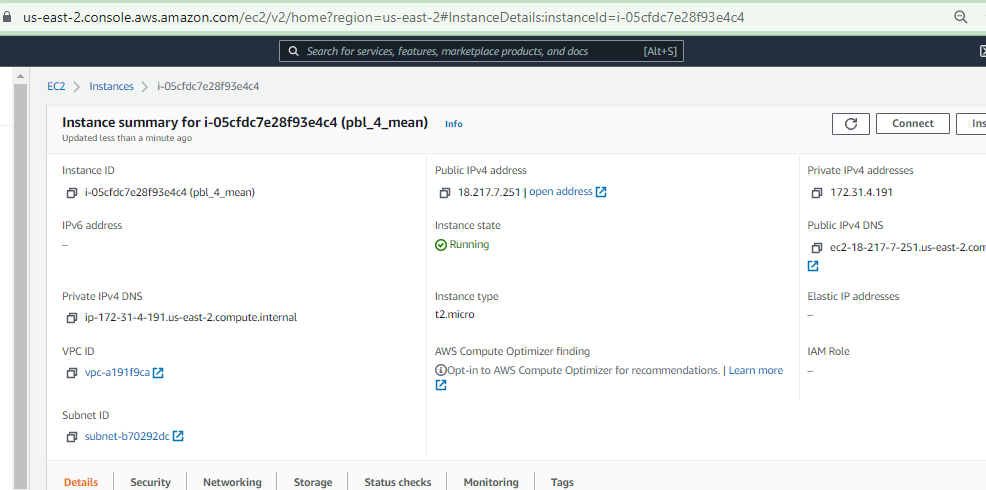 us-east-2.console.aws.amazon.com/ec2/v2/home?region=us-east-2#InstanceDetails:instanceId=i-05cfdc7e28f93e4c4
Search for services, features, marketplace products, and docs [Alt+S]
EC2 > Instances > i-05cfdc7e28f93e4c4
Instance summary for i-05cfdc7e28f93e4c4 (pbl_4_mean) Info
Connect Ins
Updated less than a minute ago
Instance ID
i-05cfdc7e28f93e4c4 (pbl_4_mean)
Public IPv4 address
18.217.7.251 | open address
Private IPv4 addresses
172.31.4.191
IPv6 address
–
Instance state
Running
Public IPv4 DNS
ec2-18-217-7-251.us-east-2.com
Private IPv4 DNS
ip-172-31-4-191.us-east-2.compute.internal
Instance type
t2.micro
Elastic IP addresses
–
VPC ID
vpc-a191f9ca
AWS Compute Optimizer finding
Opt-in to AWS Compute Optimizer for recommendations. | Learn more
IAM Role
–
Subnet ID
subnet-b70292dc
Details Security Networking Storage Status checks Monitoring Tags